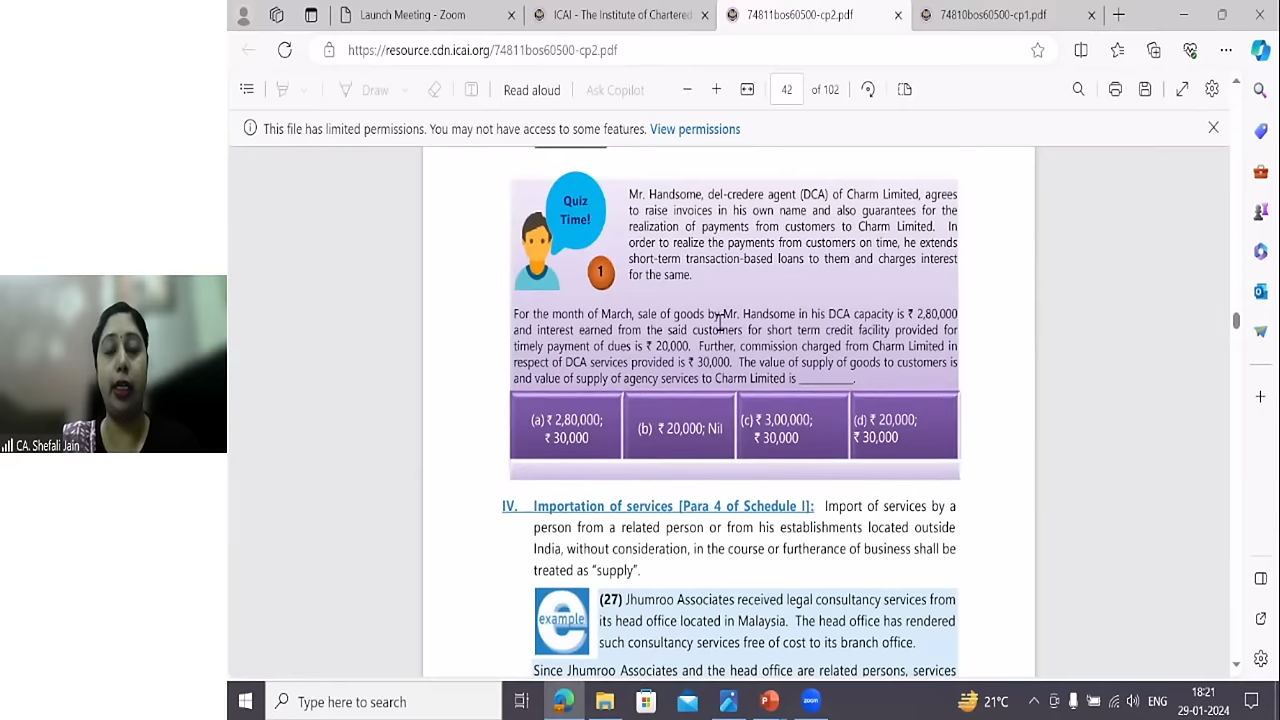 Launch Meeting - Zoom
ICAI - The Institute of Chartered
74811bos60500-cp2.pdf
74810bos60500-cp1.pdf
https://resource.cdn.icai.org/74811bos60500-cp2.pdf
Draw
Read aloud
Ask Copilot
42 of 102
This file has limited permissions. You may not have access to some features. View permissions
Quiz
Time!
1
Mr. Handsome, del-credere agent (DCA) of Charm Limited, agrees
to raise invoices in his own name and also guarantees for the
realization of payments from customers to Charm Limited. In
order to realize the payments from customers on time, he extends
short-term transaction-based loans to them and charges interest
for the same.
For the month of March, sale of goods by Mr. Handsome in his DCA capacity is ₹ 2,80,000
and interest earned from the said customers for short term credit facility provided for
timely payment of dues is ₹ 20,000. Further, commission charged from Charm Limited in
respect of DCA services provided is ₹ 30,000. The value of supply of goods to customers is
and value of supply of agency services to Charm Limited is __________.
(a) ₹ 2,80,000;
₹ 30,000
(b) ₹ 20,000; Nil
(c) ₹ 3,00,000;
₹ 30,000
(d) ₹ 20,000;
₹ 30,000
IV. Importation of services [Para 4 of Schedule I]: Import of services by a
person from a related person or from his establishments located outside
India, without consideration, in the course or furtherance of business shall be
treated as “supply”.
example
(27) Jhumroo Associates received legal consultancy services from
its head office located in Malaysia. The head office has rendered
such consultancy services free of cost to its branch office.
Since Jhumroo Associates and the head office are related persons, services
CA. Shefali Jain
Type here to search
zoom
21°C
ENG
18:21
29-01-2024